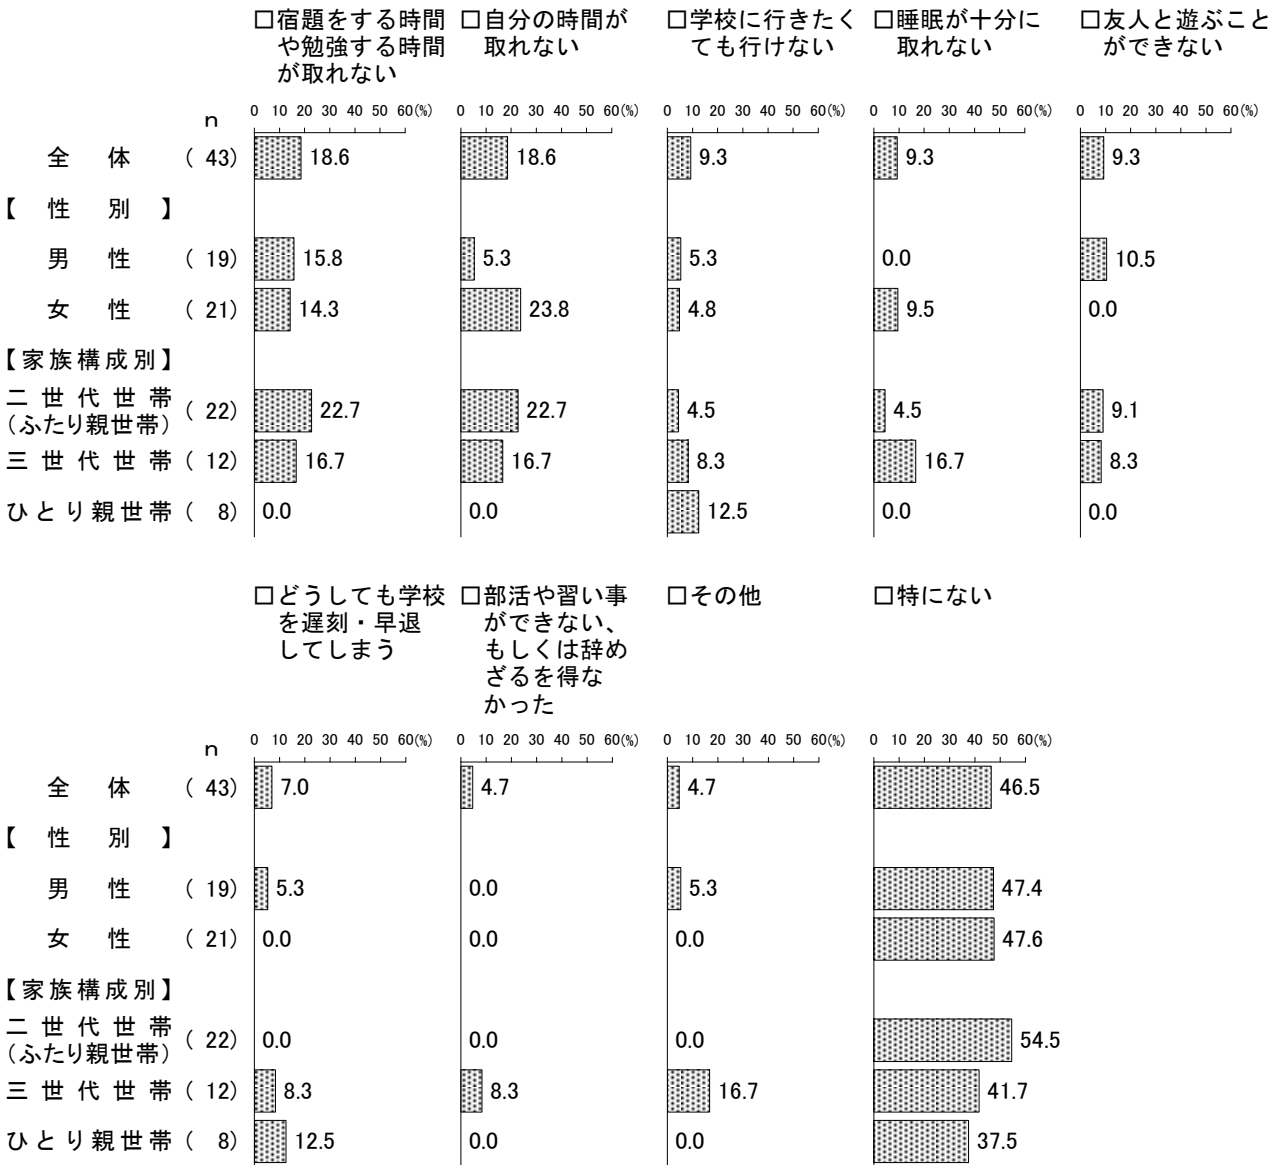 □宿題をする時間 □自分の時間が □学校に行きたく □睡眠が十分に □友人と遊ぶこと
や勉強する時間 取れない ても行けない 取れない ができない
が取れない
0 10 20 30 40 50 60(%) 0 10 20 30 40 50 60(%) 0 10 20 30 40 50 60(%) 0 10 20 30 40 50 60(%) 0 10 20 30 40 50 60(%)
n
全体 (43) 18.6 18.6 9.3 9.3 9.3
【性別】
男性 (19) 15.8 5.3 5.3 0.0 10.5
女性 (21) 14.3 23.8 4.8 9.5 0.0
【家族構成別】
二世代世帯
(ふたり親世帯) (22) 22.7 22.7 4.5 4.5 9.1
三世代世帯 (12) 16.7 16.7 8.3 16.7 8.3
ひとり親世帯 (8) 0.0 0.0 12.5 0.0 0.0
□どうしても学校 □部活や習い事 □その他 □特にない
を遅刻・早退 ができない、
してしまう もしくは辞め
ざるを得な
かった
0 10 20 30 40 50 60(%) 0 10 20 30 40 50 60(%) 0 10 20 30 40 50 60(%) 0 10 20 30 40 50 60(%)
n
全体 (43) 7.0 4.7 4.7 46.5
【性別】
男性 (19) 5.3 0.0 5.3 47.4
女性 (21) 0.0 0.0 0.0 47.6
【家族構成別】
二世代世帯
(ふたり親世帯) (22) 0.0 0.0 0.0 54.5
三世代世帯 (12) 8.3 8.3 16.7 41.7
ひとり親世帯 (8) 12.5 0.0 0.0 37.5